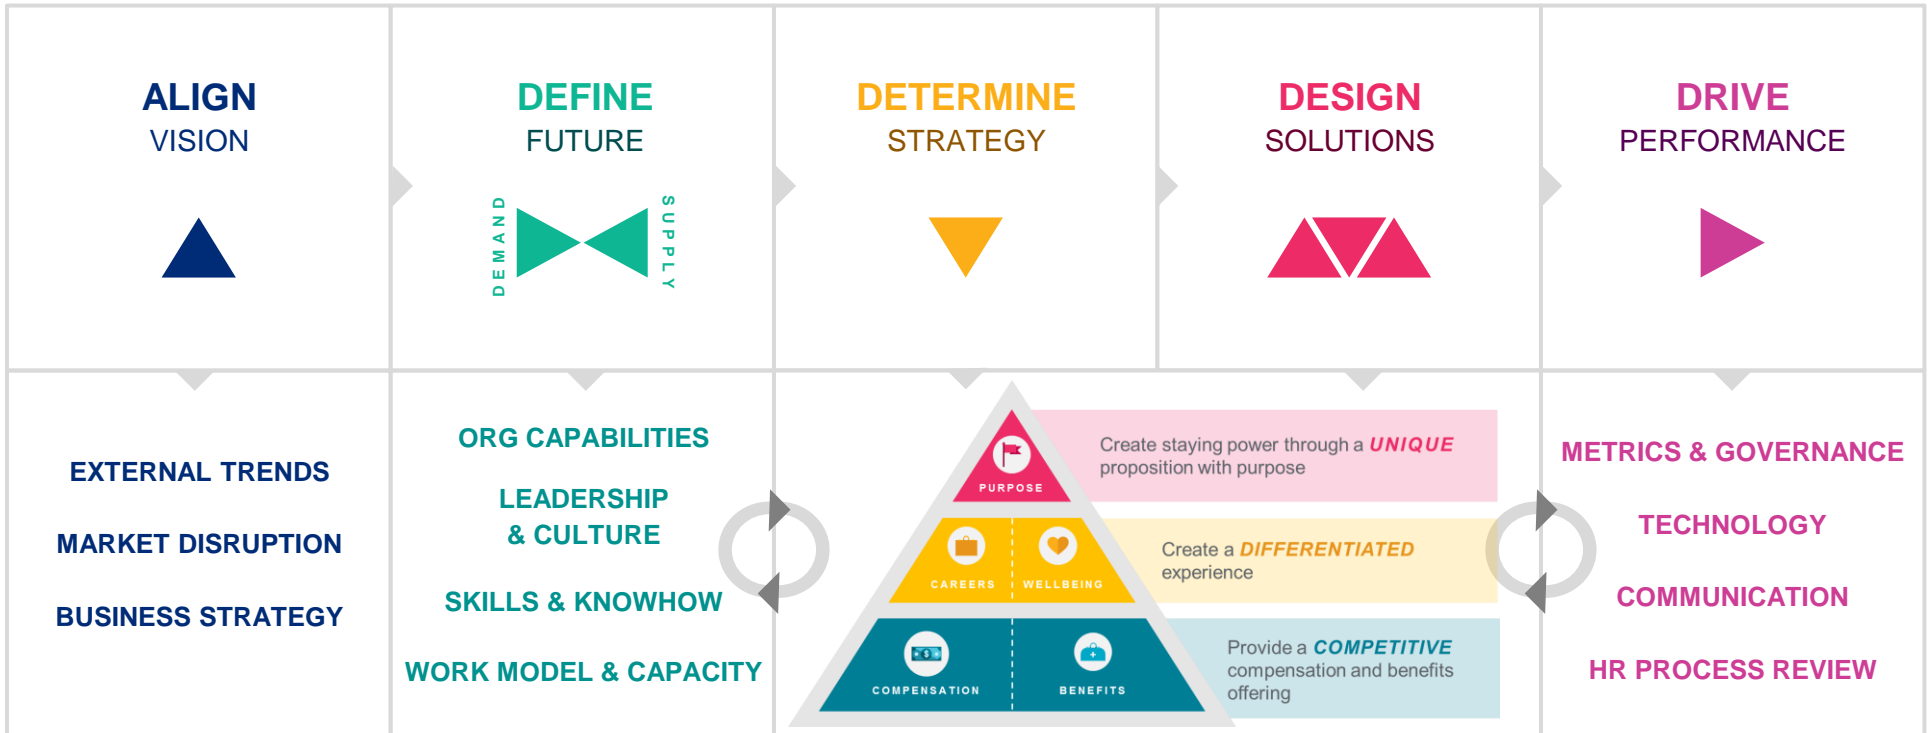 ALIGN
VISION
DEFINE
FUTURE
DEMAND
SUPPLY
DETERMINE
STRATEGY
DESIGN
SOLUTIONS
DRIVE
PERFORMANCE
EXTERNAL TRENDS
MARKET DISRUPTION
BUSINESS STRATEGY
ORG CAPABILITIES
LEADERSHIP
& CULTURE
SKILLS & KNOWHOW
WORK MODEL & CAPACITY
PURPOSE
Create staying power through a UNIQUE
proposition with purpose
CAREERS
WELLBEING
Create a DIFFERENTIATED
experience
COMPENSATION
BENEFITS
Provide a COMPETITIVE
compensation and benefits
offering
METRICS & GOVERNANCE
TECHNOLOGY
COMMUNICATION
HR PROCESS REVIEW